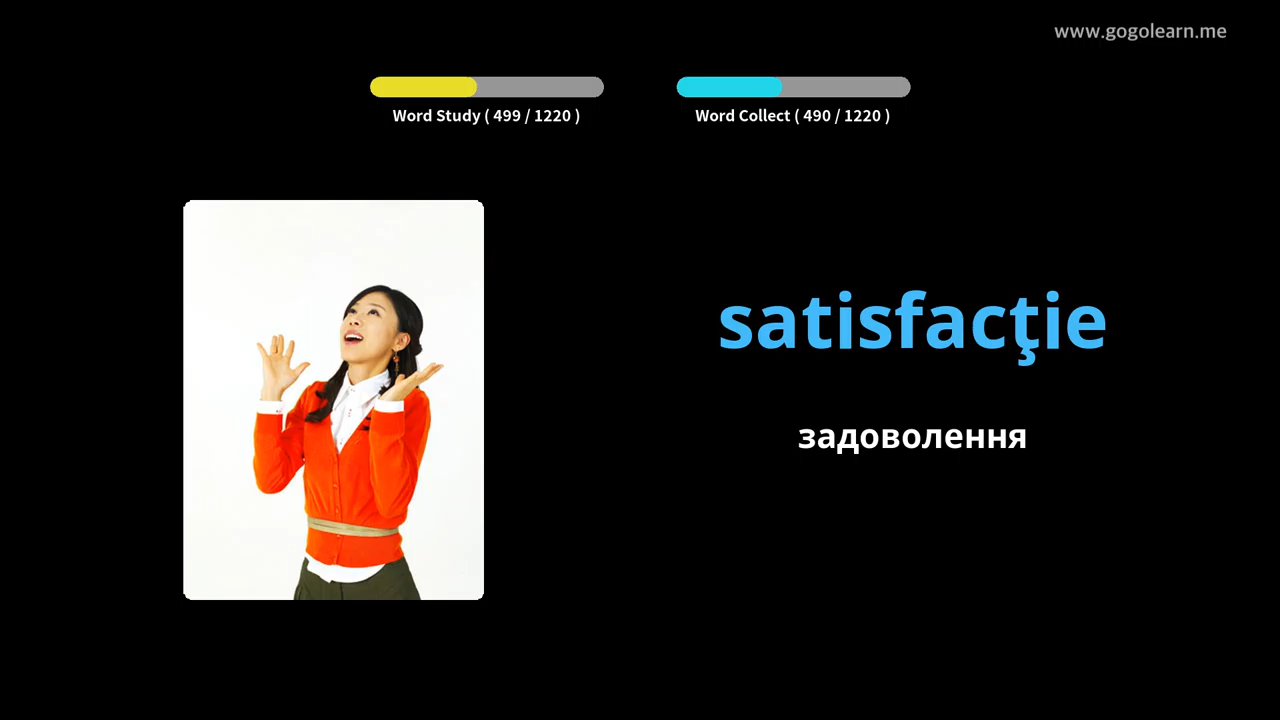 www.gogolearn.me
Word Study ( 499 / 1220 )
Word Collect ( 490 / 1220 )
satisfacţie
задоволення